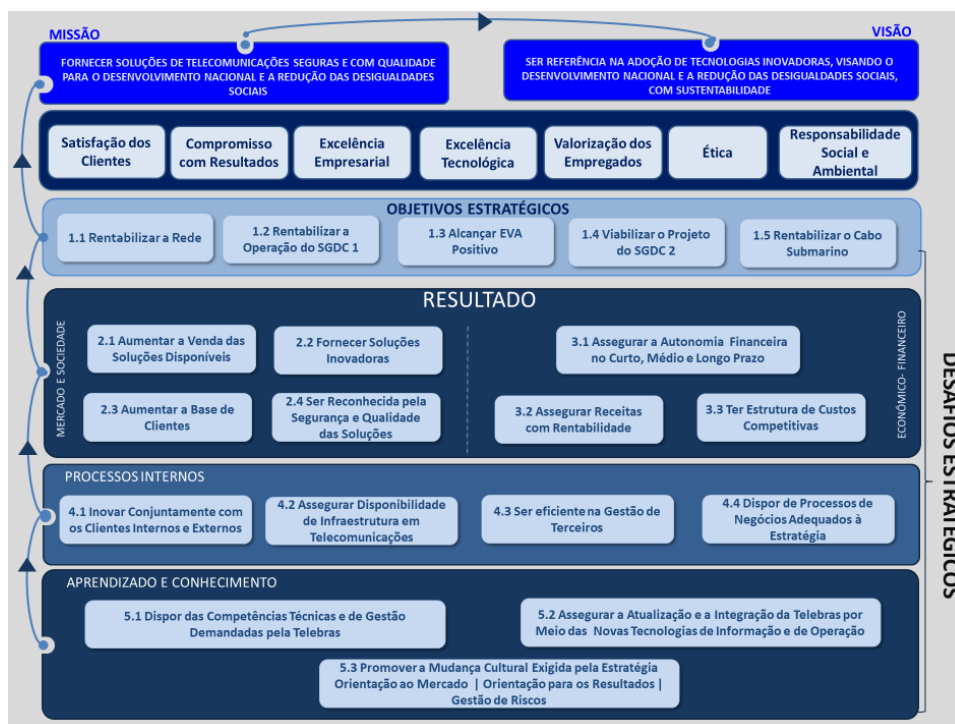 MISSÃO
VISÃO
FORNECER SOLUÇÕES DE TELECOMUNICAÇÕES SEGURAS E COM QUALIDADE
PARA O DESENVOLVIMENTO NACIONAL E A REDUÇÃO DAS DESIGUALDADES
SOCIAIS
SER REFERÊNCIA NA ADOÇÃO DE TECNOLOGIAS INOVADORAS, VISANDO O
DESENVOLVIMENTO NACIONAL E A REDUÇÃO DAS DESIGUALDADES SOCIAIS,
COM SUSTENTABILIDADE
Satisfação dos
Clientes
Compromisso
com Resultados
Excelência
Empresarial
Excelência
Tecnológica
Valorização dos
Empregados
Ética
Responsabilidade
Social e
Ambiental
OBJETIVOS ESTRATÉGICOS
1.1 Rentabilizar a Rede
1.2 Rentabilizar a
Operação do SGDC 1
1.3 Alcançar EVA
Positivo
1.4 Viabilizar o Projeto
do SGDC 2
1.5 Rentabilizar o Cabo
Submarino
RESULTADO
MERCADO E SOCIEDADE
2.1 Aumentar a Venda das
Soluções Disponíveis
2.2 Fornecer Soluções
Inovadoras
2.3 Aumentar a Base de
Clientes
2.4 Ser Reconhecida pela
Segurança e Qualidade
das Soluções
3.1 Assegurar a Autonomia Financeira
no Curto, Médio e Longo Prazo
3.2 Assegurar Receitas
com Rentabilidade
3.3 Ter Estrutura de Custos
Competitivas
ECONÔMICO- FINANCEIRO
DESAFIOS ESTRATÉGICOS
PROCESSOS INTERNOS
4.1 Inovar Conjuntamente com
os Clientes Internos e Externos
4.2 Assegurar Disponibilidade
de Infraestrutura em
Telecomunicações
4.3 Ser eficiente na Gestão de
Terceiros
4.4 Dispor de Processos de
Negócios Adequados à
Estratégia
APRENDIZADO E CONHECIMENTO
5.1 Dispor das Competências Técnicas e de Gestão
Demandadas pela Telebras
5.2 Assegurar a Atualização e a Integração da Telebras por
Meio das Novas Tecnologias de Informação e de Operação
5.3 Promover a Mudança Cultural Exigida pela Estratégia
Orientação ao Mercado | Orientação para os Resultados |
Gestão de Riscos